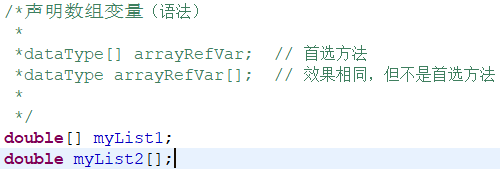 /*声明数组变量（语法）
*
*dataType[] arrayRefVar;  // 首选方法
*dataType arrayRefVar[];  // 效果相同，但不是首选方法
*
*/
double[] myList1;
double myList2[];